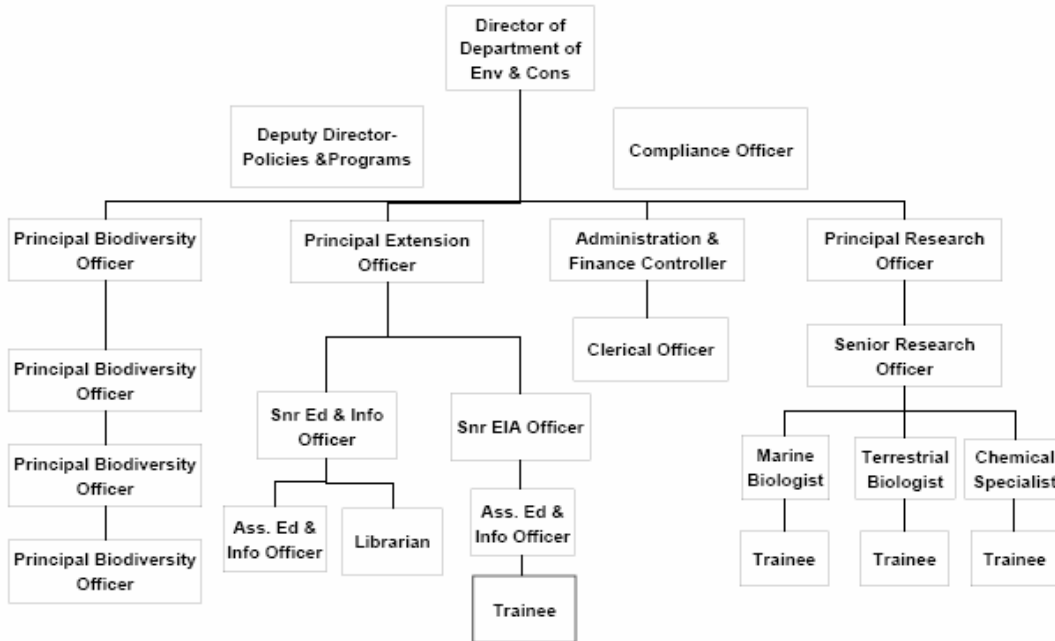 Director of
Department of
Env & Cons
Deputy Director-
Policies &Programs
Compliance Officer
Principal Biodiversity
Officer
Principal Extension
Officer
Administration &
Finance Controller
Principal Research
Officer
Principal Biodiversity
Officer
Clerical Officer
Senior Research
Officer
Snr Ed & Info
Officer
Snr EIA Officer
Principal Biodiversity
Officer
Marine
Biologist
Terrestrial
Biologist
Chemical
Specialist
Ass. Ed &
Info Officer
Librarian
Ass. Ed &
Info Officer
Principal Biodiversity
Officer
Trainee
Trainee
Trainee
Trainee